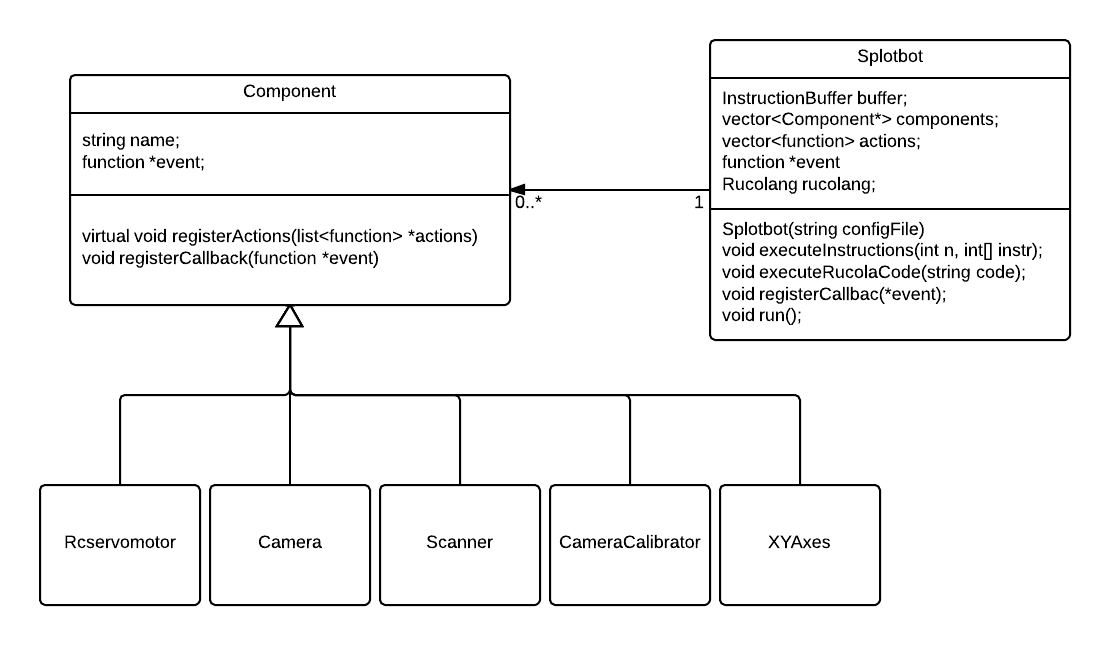 Component
string name;
function *event;
virtual void registerActions(list<function> *actions)
void registerCallback(function *event)
Splotbot
InstructionBuffer buffer;
vector<Component*> components;
vector<function> actions;
function *event
Rucolang rucolang;
Splotbot(string configFile)
void executeInstructions(int n, int[] instr);
void executeRucolaCode(string code);
void registerCallbac(*event);
void run();
0..*
1
Rcservomotor
Camera
Scanner
CameraCalibrator
XYAxes